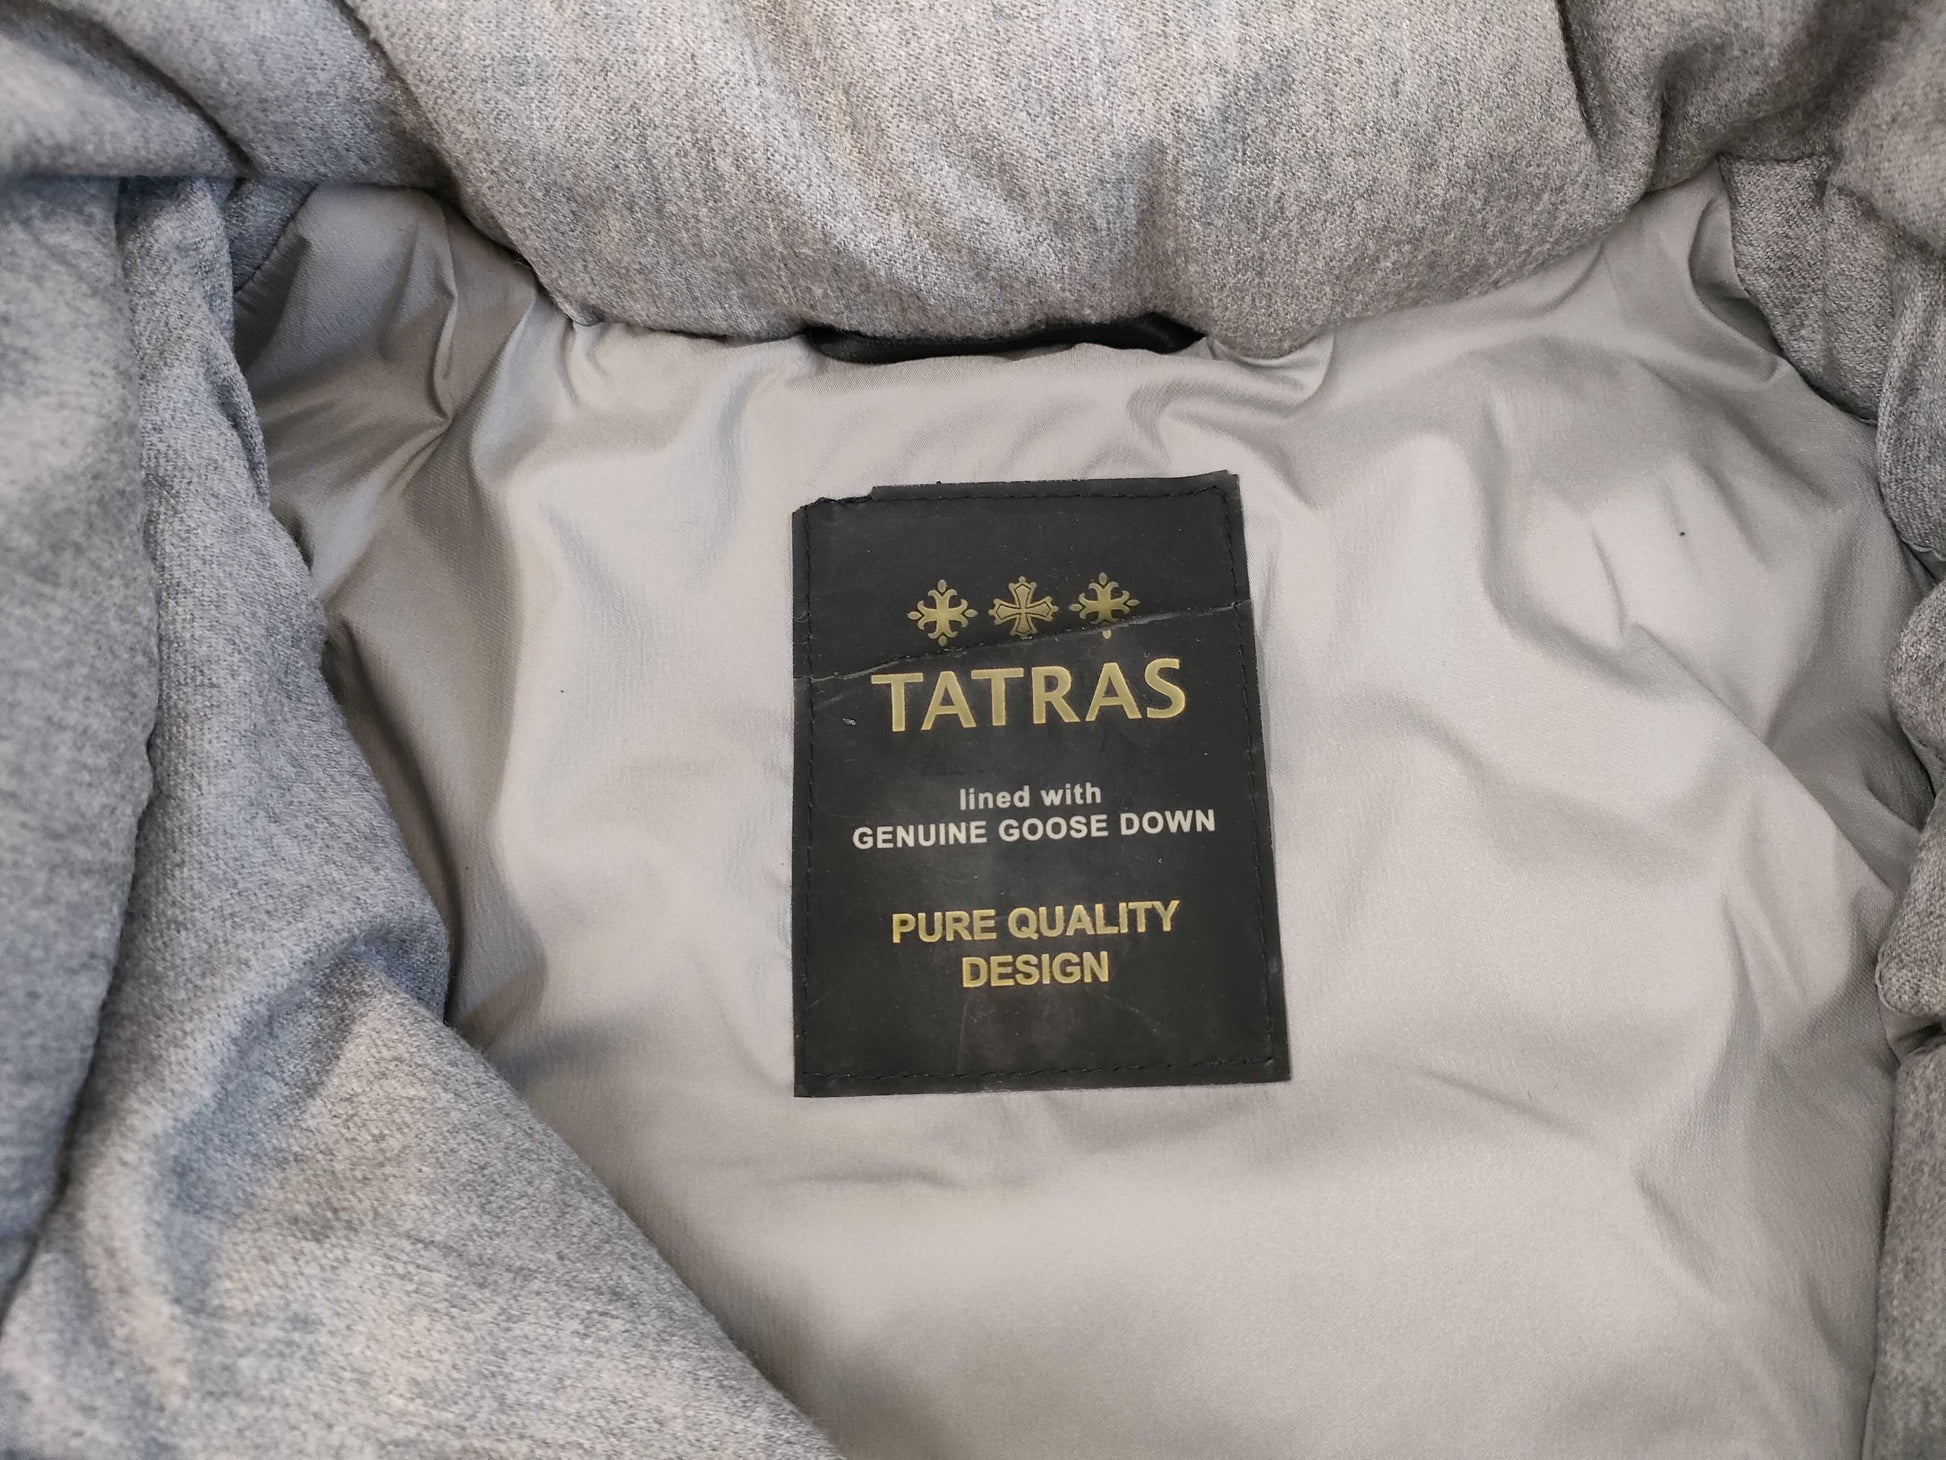 TATRAS
lined with
GENUINE GOOSE DOWN
PURE QUALITY
DESIGN